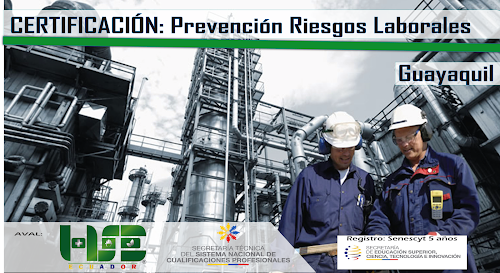 CERTIFICACIÓN: Prevención Riesgos Laborales
Guayaquil
AVAL:
ECUADOR
SECRETARÍA TÉCNICA
DEL SISTEMA NACIONAL DE
CUALIFICACIONES PROFESIONALES
Registro: Senescyt 5 años
SECRETARÍA
DE EDUCACIÓN SUPERIOR,
CIENCIA, TECNOLOGÍA E INNOVACIÓN